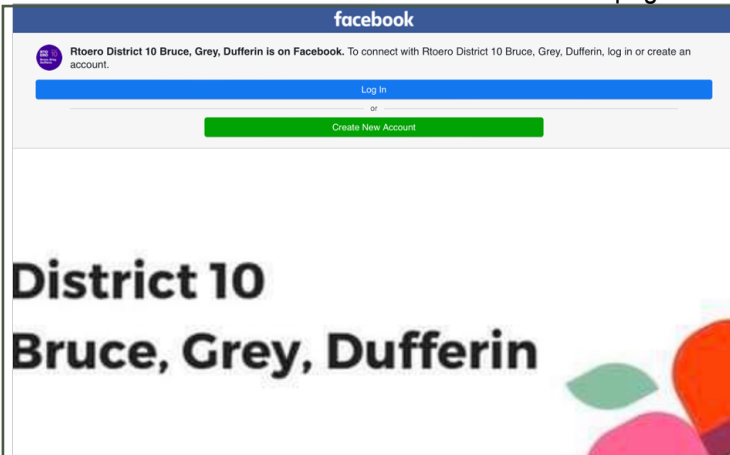 facebook
Rtoero District 10 Bruce, Grey, Dufferin is on Facebook. To connect with Rtoero District 10 Bruce, Grey, Dufferin, log in or create an
account.
Log In
or
Create New Account
District 10
Bruce, Grey, Dufferin